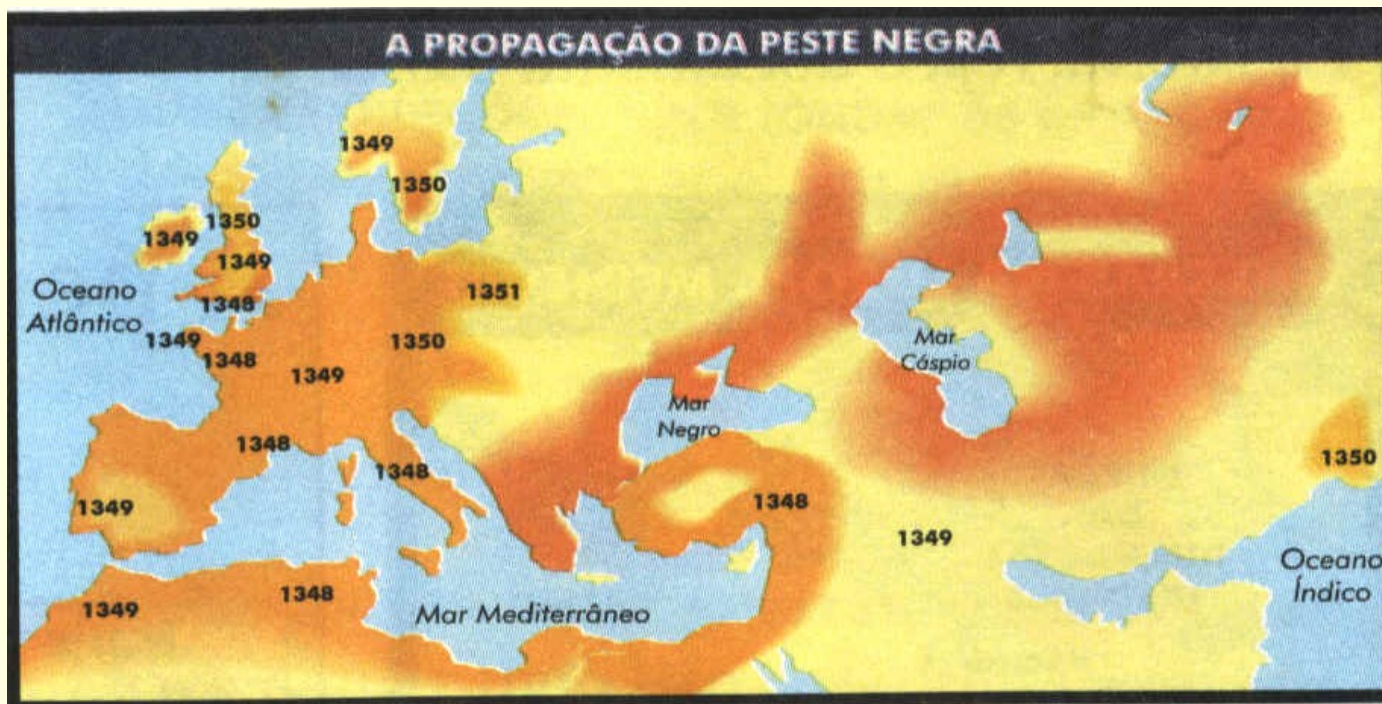 A PROPAGAÇÃO DA PESTE NEGRA
1349
1350
1350
1349
1349
Oceano
Atlântico
1348
1351
1349
1348
1350
1349
Mar
Cáspio
Mar
Negro
1348
1348
1350
1349
1348
1349
Oceano
Índico
1349
1348
Mar Mediterrâneo